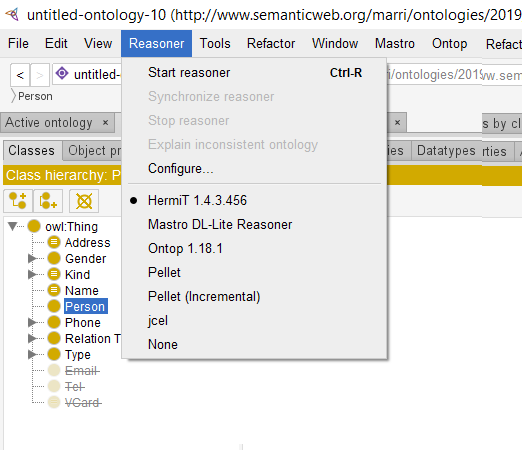 untitled-ontology-10 (http://www.semanticweb.org/marri/ontologies/2019
File Edit View Reasoner Tools Refactor Window Mastro Ontop Refact
< > untitled- /ontologies/2019 w.sem
Person
Active ontology × × s by cl
Classes Object pr ies Datatypes rties
Class hierarchy: P
Start reasoner Ctrl-R
Synchronize reasoner
Stop reasoner
Explain inconsistent ontology
Configure...
HermiT 1.4.3.456
Mastro DL-Lite Reasoner
Ontop 1.18.1
Pellet
Pellet (Incremental)
jcel
None
owl:Thing
Address
Gender
Kind
Name
Person
Phone
Relation T
Type
Email
Tel
VCard